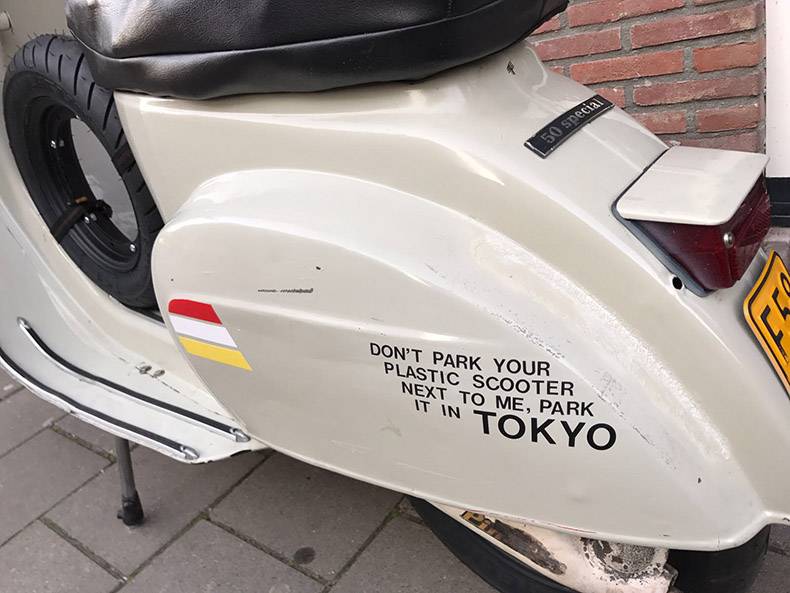 50 special
DON'T PARK YOUR
PLASTIC SCOOTER
NEXT TO ME, PARK
IT IN TOKYO